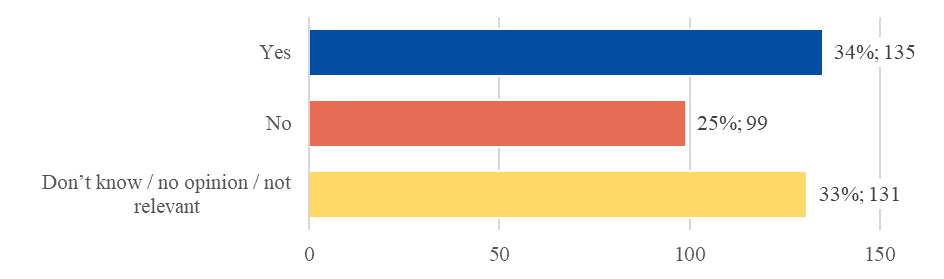 Yes
34%; 135
No
25%; 99
Don’t know / no opinion / not
relevant
33%; 131
0
50
100
150